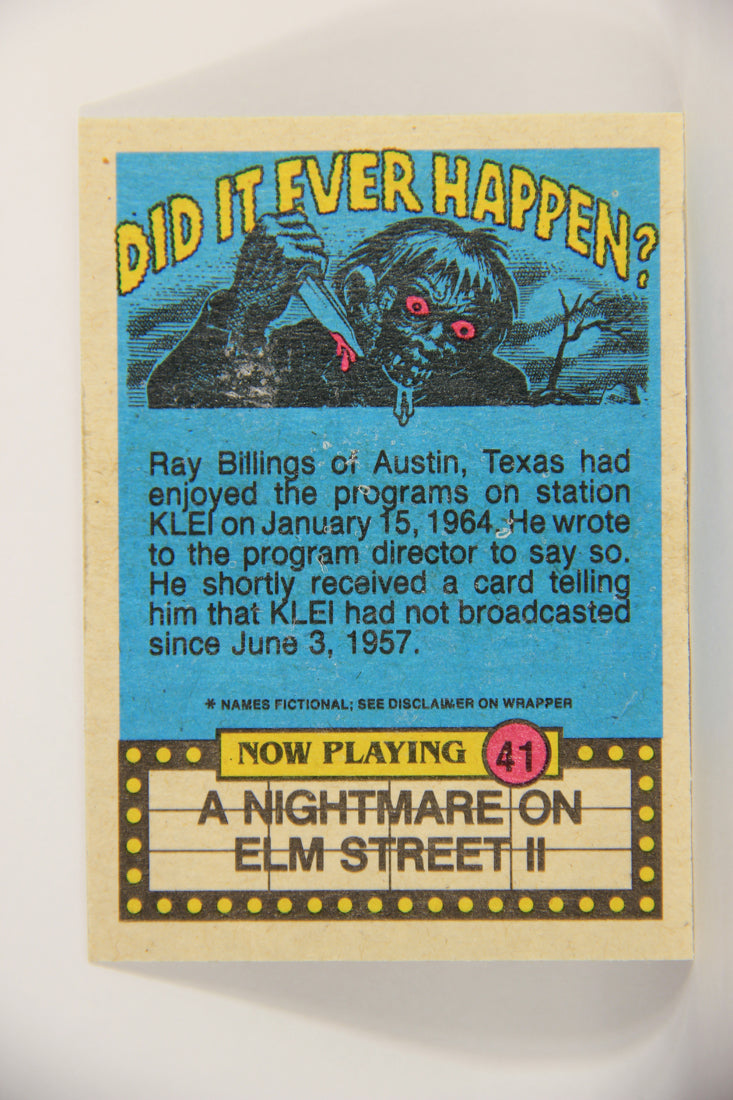 DID IT EVER HAPPEN?
Ray Billings of Austin, Texas had
enjoyed the programs on station
KLEI on January 15, 1964. He wrote
to the program director to say so.
He shortly received a card telling
him that KLEI had not broadcasted
since June 3, 1957.
* NAMES FICTIONAL; SEE DISCLAIMER ON WRAPPER
NOW PLAYING 41
A NIGHTMARE ON
ELM STREET II